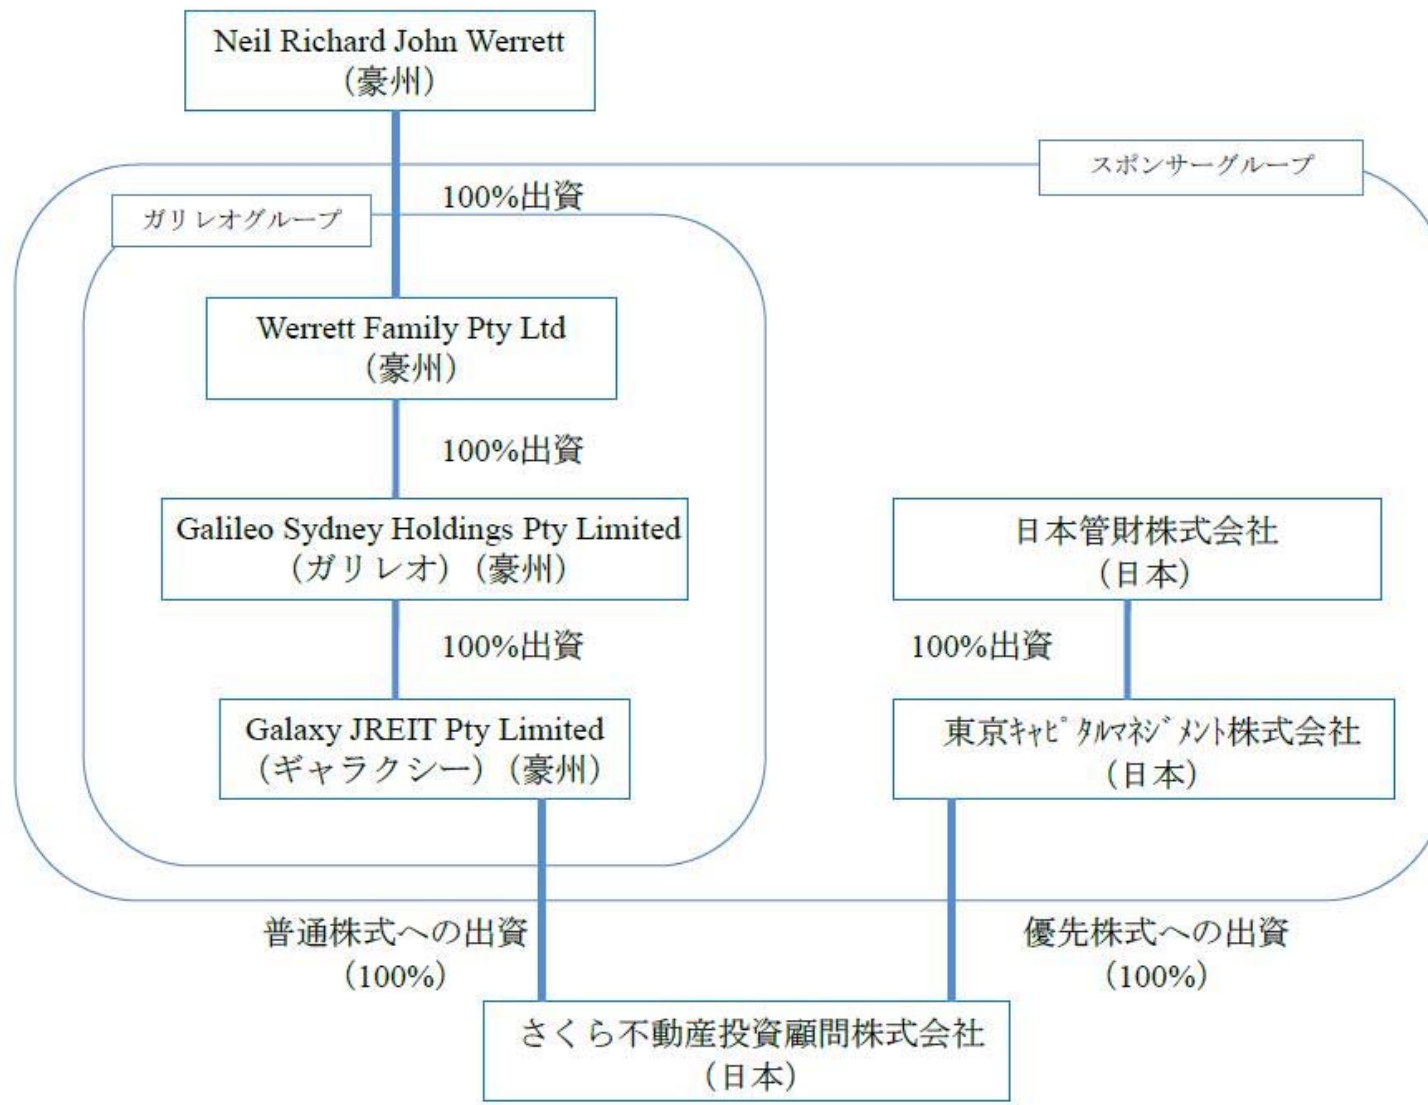 Neil Richard John Werrett
（豪州）
スポンサーグループ
100%出資
ガリレオグループ
Werrett Family Pty Ltd
（豪州）
100%出資
Galileo Sydney Holdings Pty Limited
（ガリレオ）（豪州）
日本管財株式会社
（日本）
100%出資
100%出資
Galaxy JREIT Pty Limited
（ギャラクシー）（豪州）
東京ｷｬﾋﾟﾀﾙﾏﾈｼﾞﾒﾝﾄ株式会社
（日本）
普通株式への出資
（100%）
優先株式への出資
（100%）
さくら不動産投資顧問株式会社
（日本）